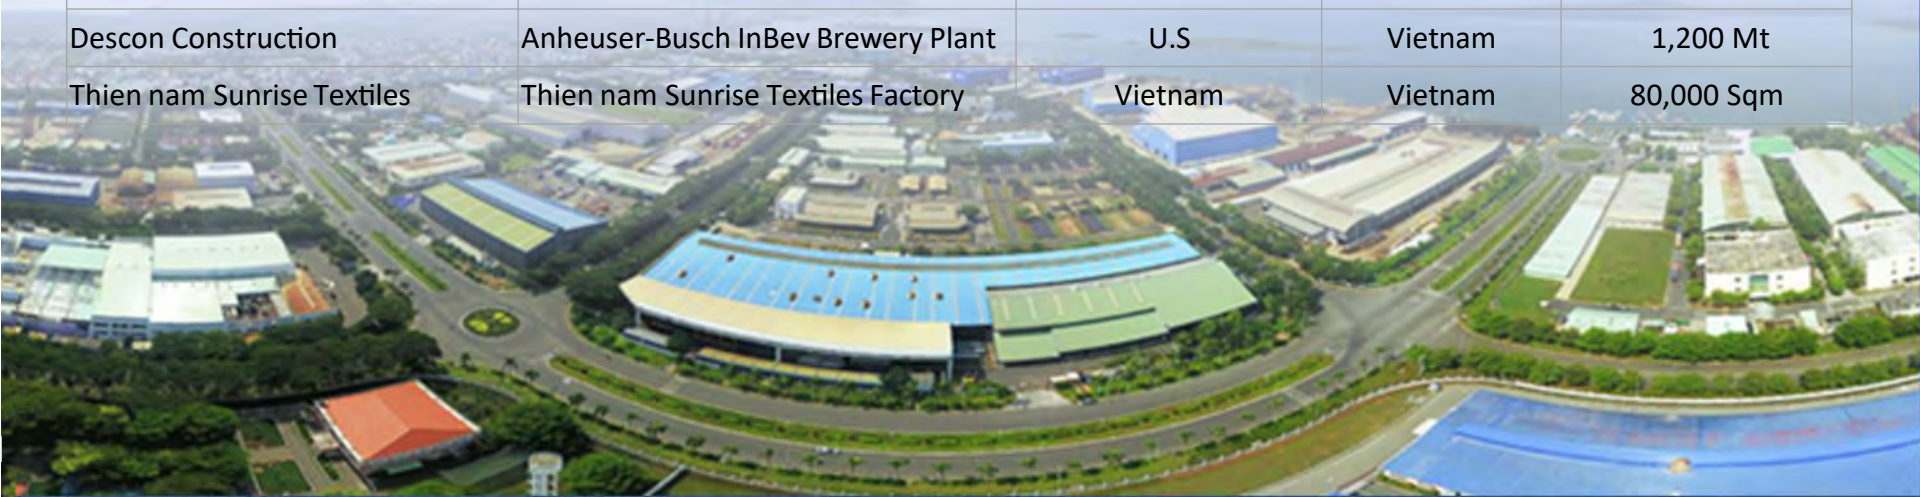 Descon Construction Anheuser-Busch InBev Brewery Plant U.S Vietnam 1,200 Mt
Thien nam Sunrise Textiles Thien nam Sunrise Textiles Factory Vietnam Vietnam 80,000 Sqm